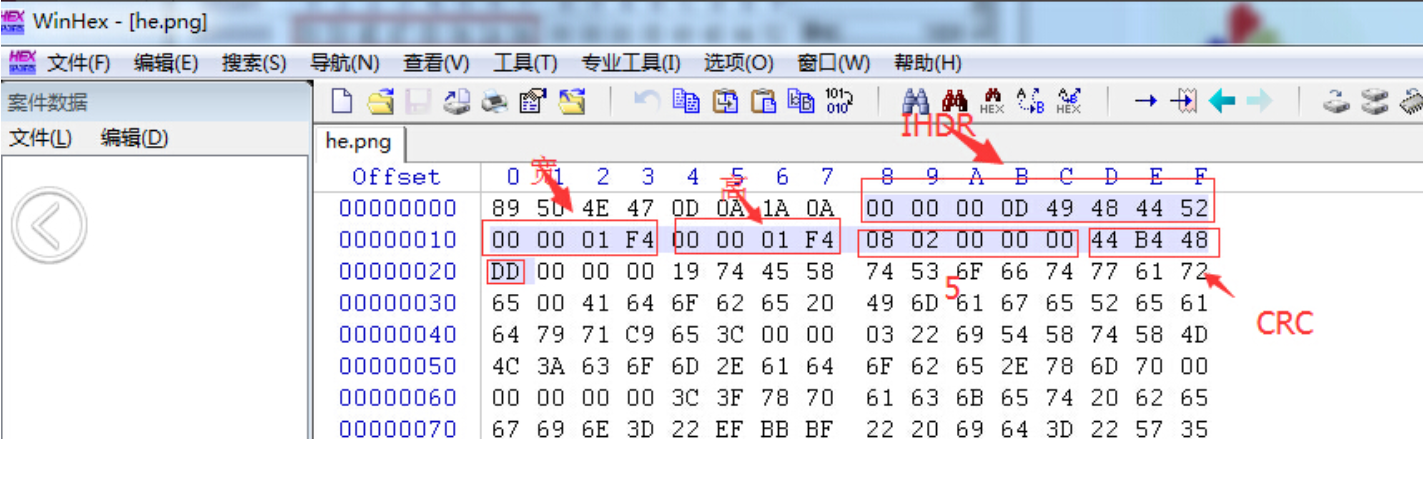 WinHex - [he.png]
文件(F) 编辑(E) 搜索(S) 导航(N) 查看(V) 工具(T) 专业工具(I) 选项(O) 窗口(W) 帮助(H)
案件数据
文件(L) 编辑(D)
he.png
IHDR
宽
高
Offset 0 1 2 3 4 5 6 7 8 9 A B C D E F
00000000 89 50 4E 47 0D 0A 1A 0A 00 00 00 0D 49 48 44 52
00000010 00 00 01 F4 00 00 01 F4 08 02 00 00 00 44 B4 48
00000020 DD 00 00 00 19 74 45 58 74 53 6F 66 74 77 61 72
5
00000030 65 00 41 64 6F 62 65 20 49 6D 61 67 65 52 65 61
CRC
00000040 64 79 71 C9 65 3C 00 00 03 22 69 54 58 74 58 4D
00000050 4C 3A 63 6F 6D 2E 61 64 6F 62 65 2E 78 6D 70 00
00000060 00 00 00 00 3C 3F 78 70 61 63 6B 65 74 20 62 65
00000070 67 69 6E 3D 22 EF BB BF 22 20 69 64 3D 22 57 35